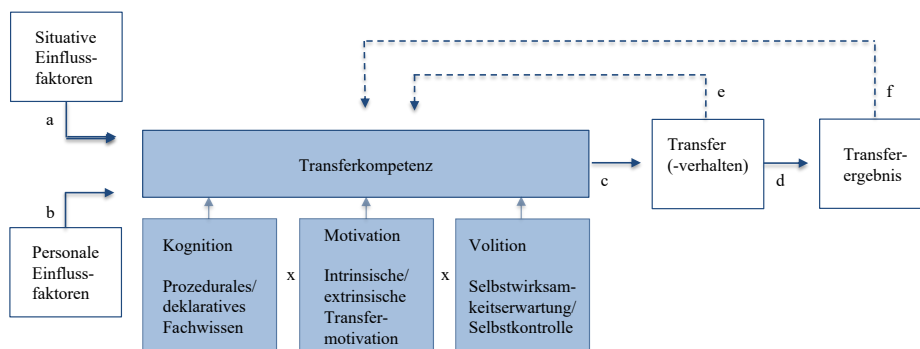 Situative
Einfluss-
faktoren
a
e
f
Transferkompetenz
c
Transfer
(-verhalten)
d
Transfer-
ergebnis
b
Personale
Einfluss-
faktoren
Kognition
Prozedurales/
deklaratives
Fachwissen
x
Motivation
Intrinsische/
extrinsische
Transfer-
motivation
x
Volition
Selbstwirksam-
keitserwartung/
Selbstkontrolle